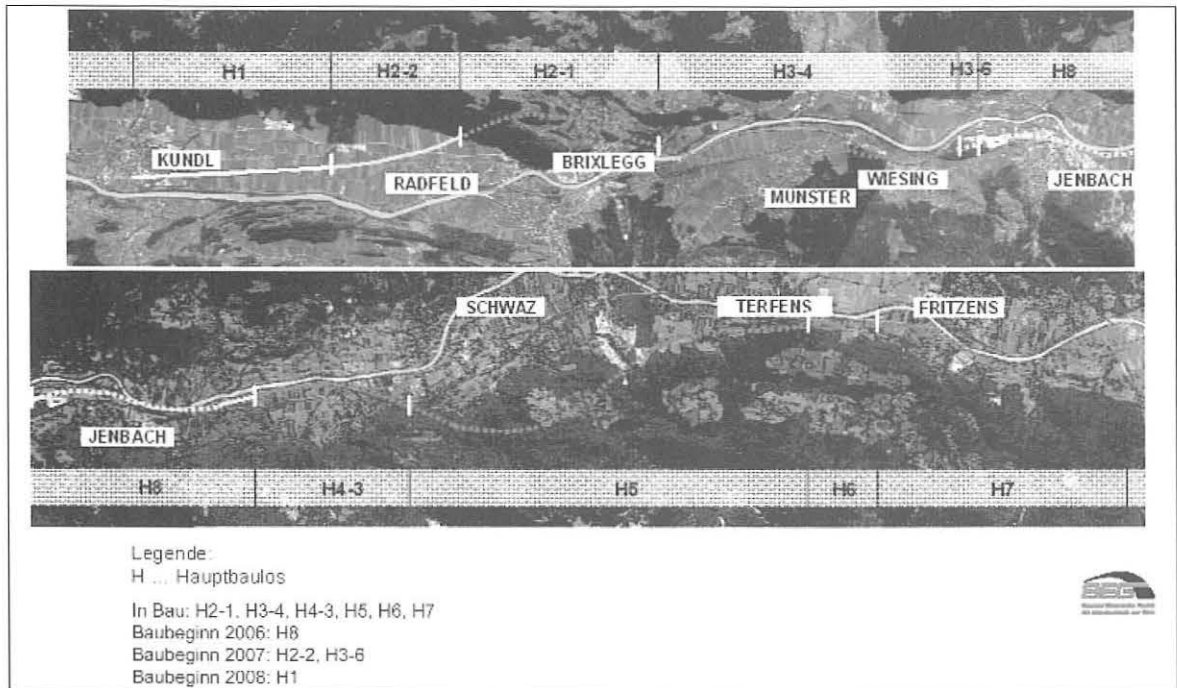 H1 H2-2 H2-1 H3-4 H3-6 H8
KUNDL
RADFELD
BRIXLEGG
MÜNSTER
WIESING
JENBACH
SCHWAZ
TERFENS
FRITZENS
JENBACH
H8 H4-3 H5 H6 H7
Legende:
H ... Hauptbaulos
In Bau: H2-1, H3-4, H4-3, H5, H6, H7
Baubeginn 2006: H8
Baubeginn 2007: H2-2, H3-6
Baubeginn 2008: H1
BEG